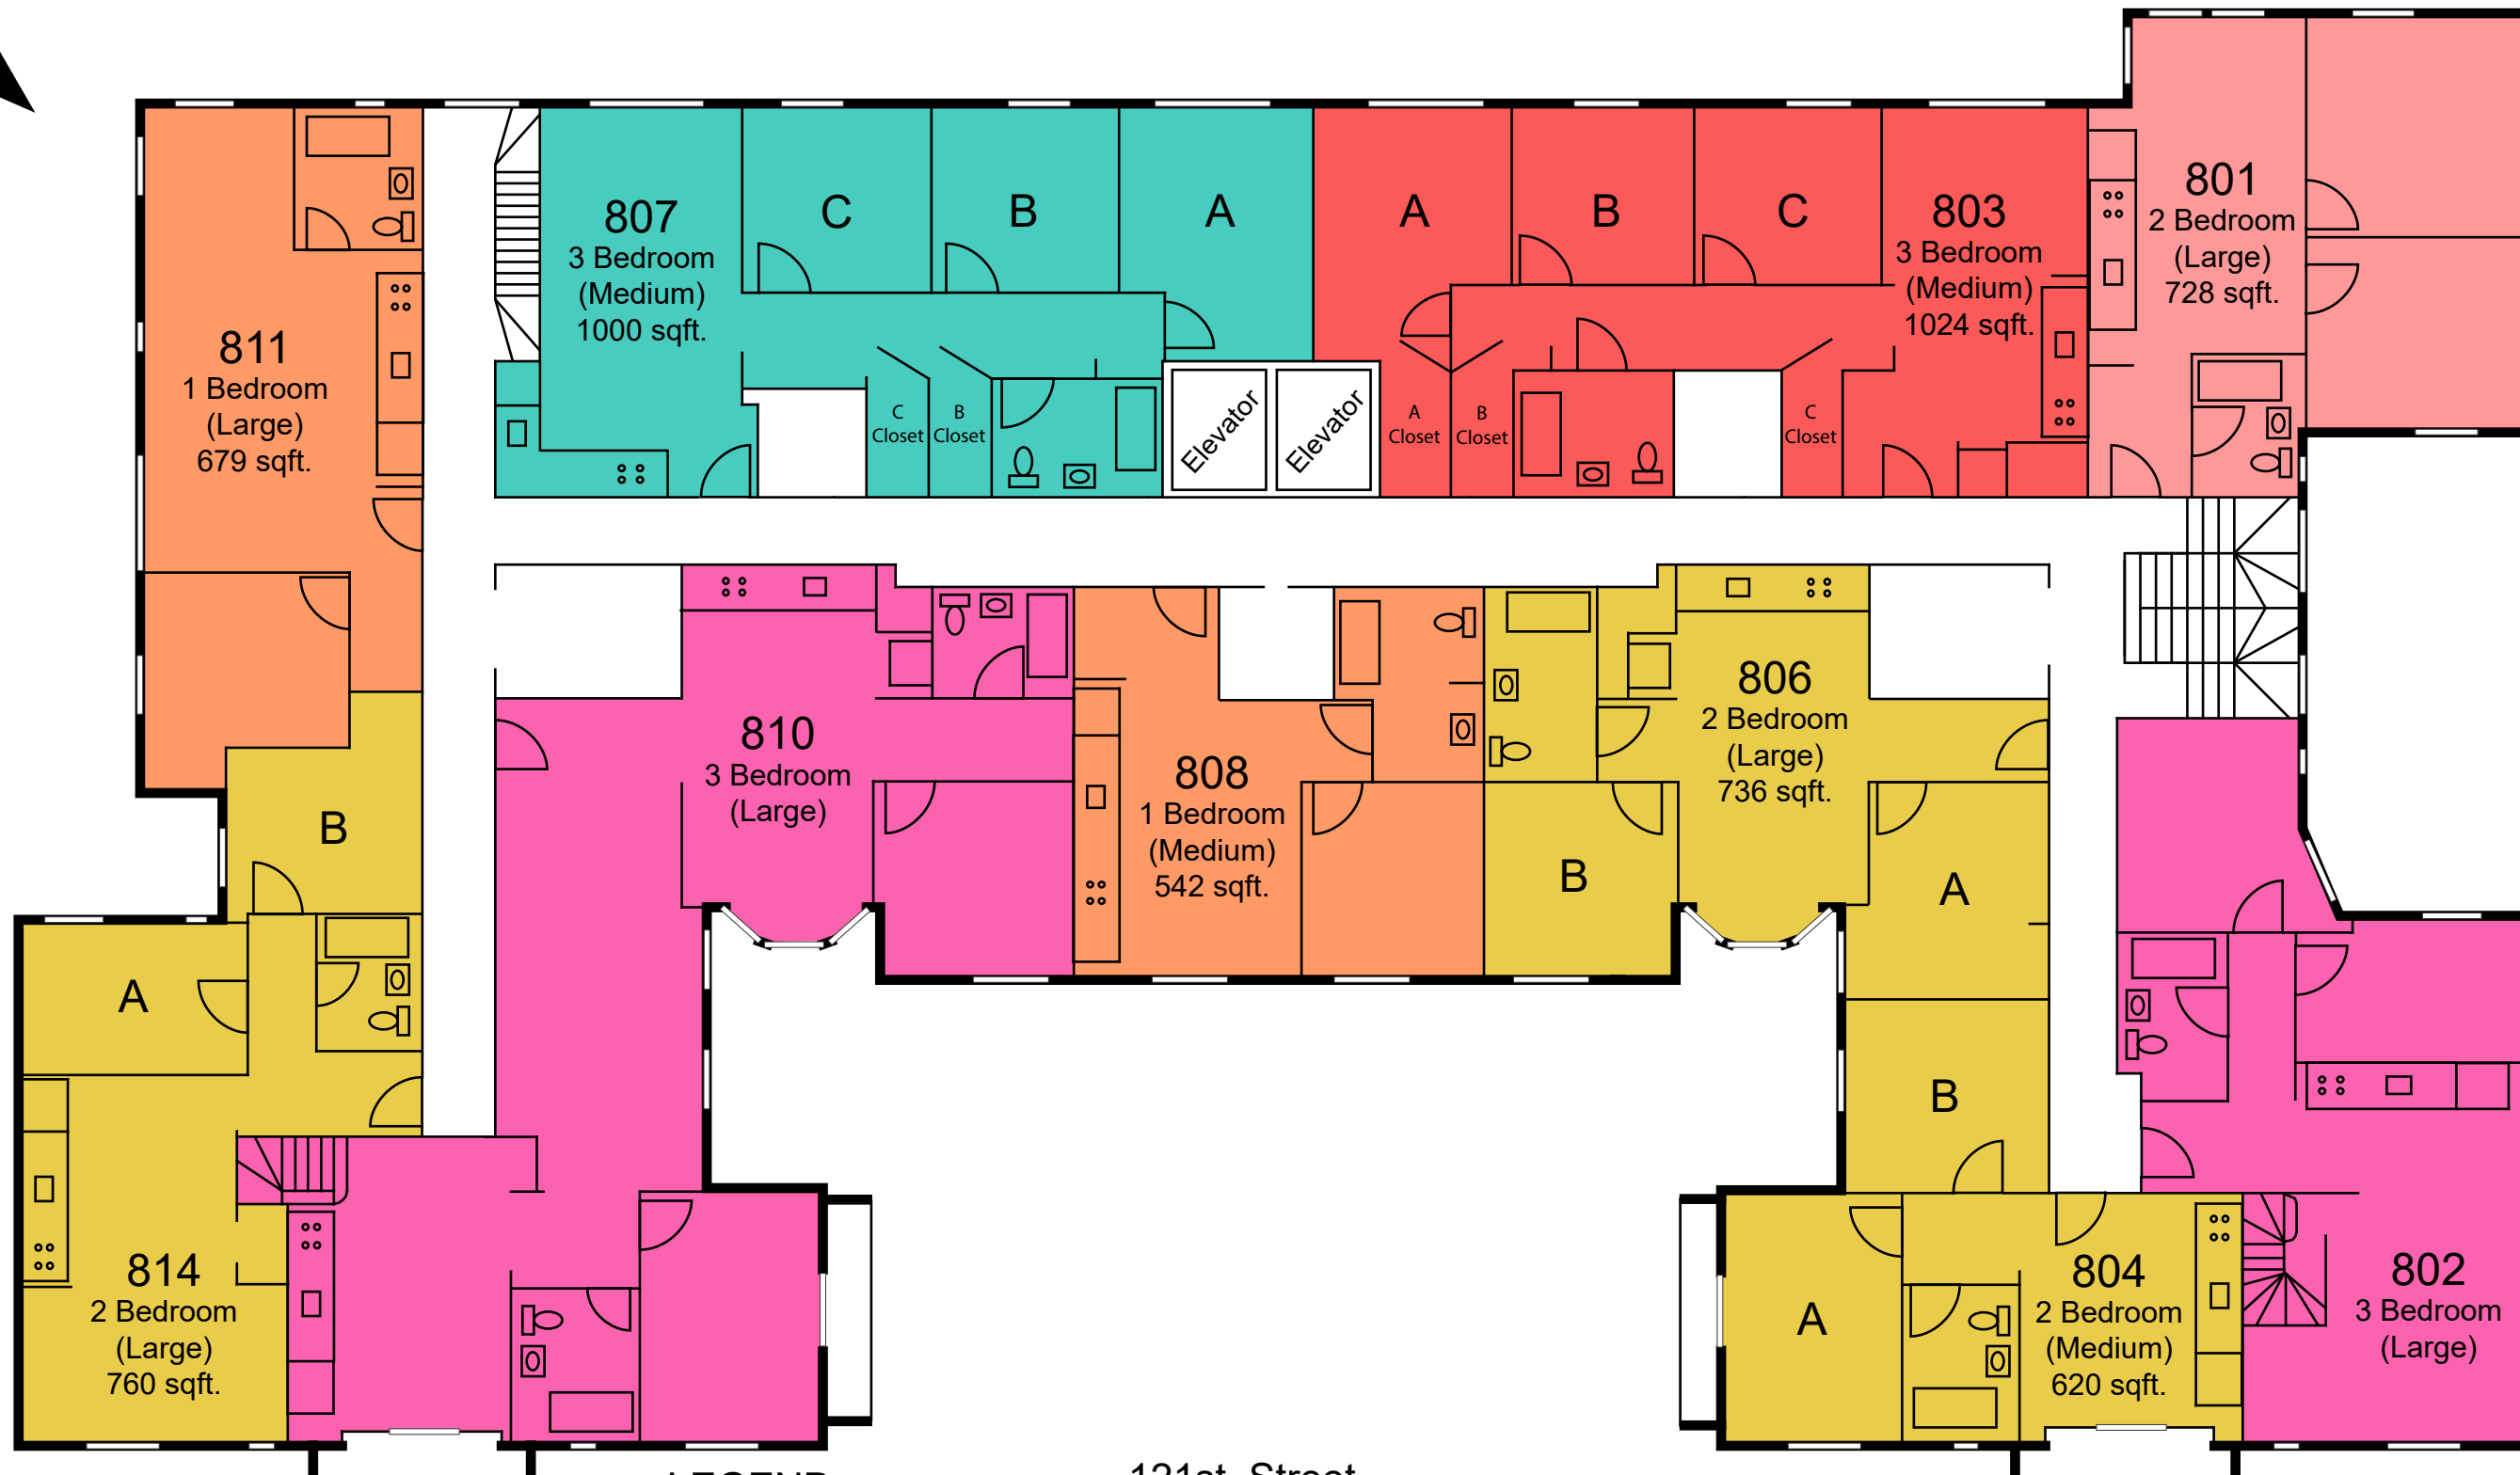 807
3 Bedroom
(Medium)
1000 sqft.
C
B
A
A
B
C
803
3 Bedroom
(Medium)
1024 sqft.
801
2 Bedroom
(Large)
728 sqft.
811
1 Bedroom
(Large)
679 sqft.
C
Closet
B
Closet
Elevator
Elevator
A
Closet
B
Closet
C
Closet
810
3 Bedroom
(Large)
808
1 Bedroom
(Medium)
542 sqft.
806
2 Bedroom
(Large)
736 sqft.
B
B
A
A
B
814
2 Bedroom
(Large)
760 sqft.
A
804
2 Bedroom
(Medium)
620 sqft.
802
3 Bedroom
(Large)
LEGEND
121st Street